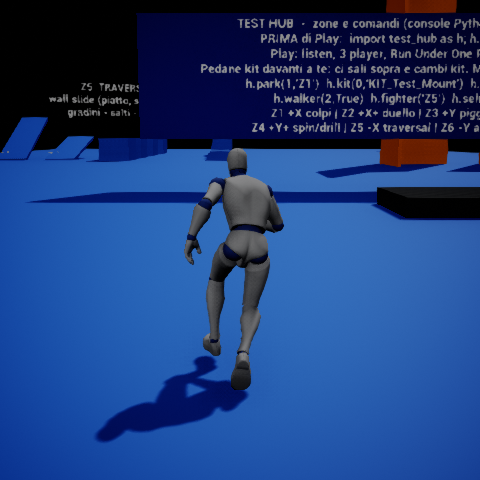 TEST HUB - zone e comandi (console Pyth
PRIMA di Play: import test_hub as h; h.
Play: listen, 3 player, Run Under One P
Pedane kit davanti a te: ci sali sopra e cambi kit. M
h.park(1,'Z1') h.kit(0,'KIT_Test_Mount') h.
h.walker(2,True) h.fighter('Z5') h.sel
Z1 +X colpi | Z2 +X+ duello | Z3 +Y pigg
Z4 +Y+ spin/drill | Z5 -X traversal | Z6 -Y a
Z5 TRAVERS
wall slide (piatto, s
gradini - salti -